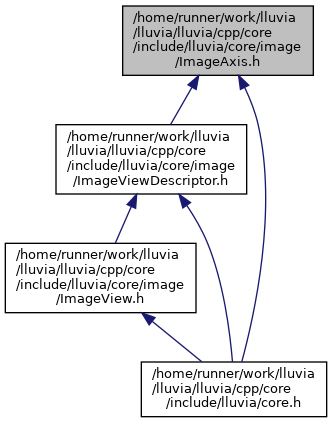 /home/runner/work/lluvia
/lluvia/lluvia/cpp/core
/include/lluvia/core/image
/ImageAxis.h
/home/runner/work/lluvia
/lluvia/lluvia/cpp/core
/include/lluvia/core/image
/ImageViewDescriptor.h
/home/runner/work/lluvia
/lluvia/lluvia/cpp/core
/include/lluvia/core/image
/ImageView.h
/home/runner/work/lluvia
/lluvia/lluvia/cpp/core
/include/lluvia/core.h